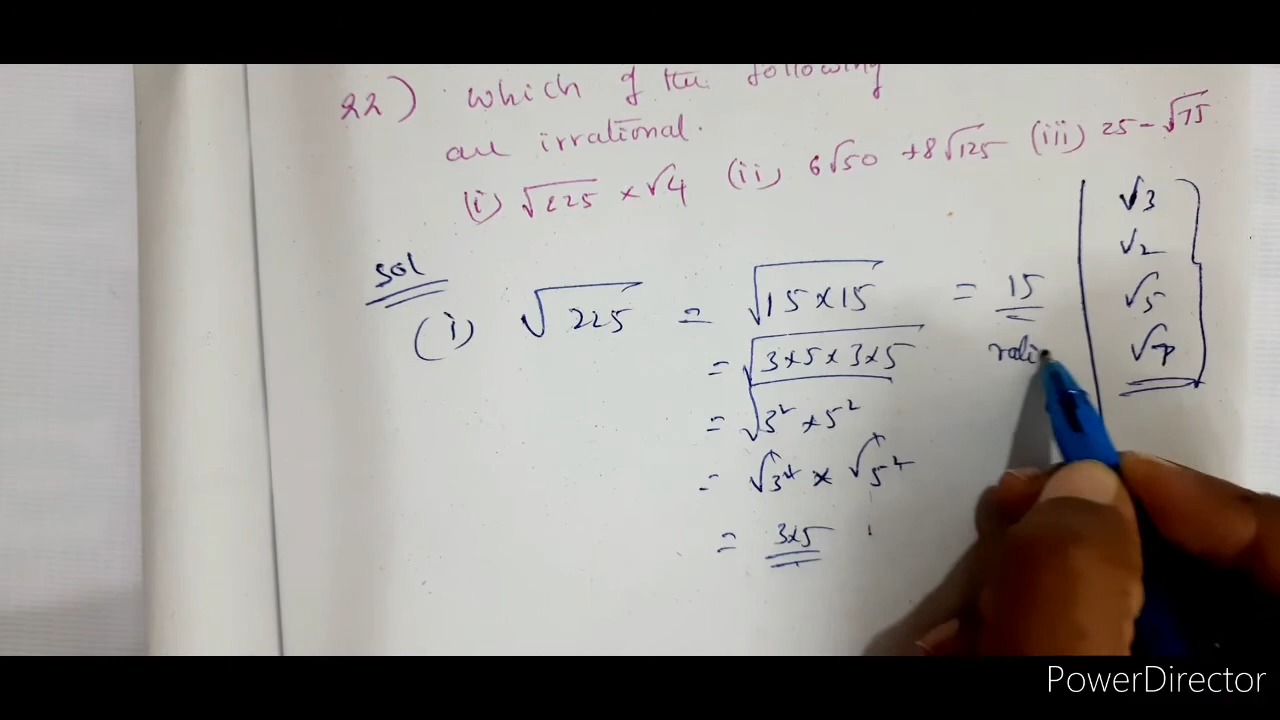 22) which of the following
are irrational.
(i) √225 × √4 (ii) 6√50 +8√125 (iii) 25 - √75
Sol
(i) √225 = √15×15 = 15
= √3×5×3×5
ratio
= √3² × 5²
= √3² × √5²
= 3×5
√3
√2
√5
√7
PowerDirector